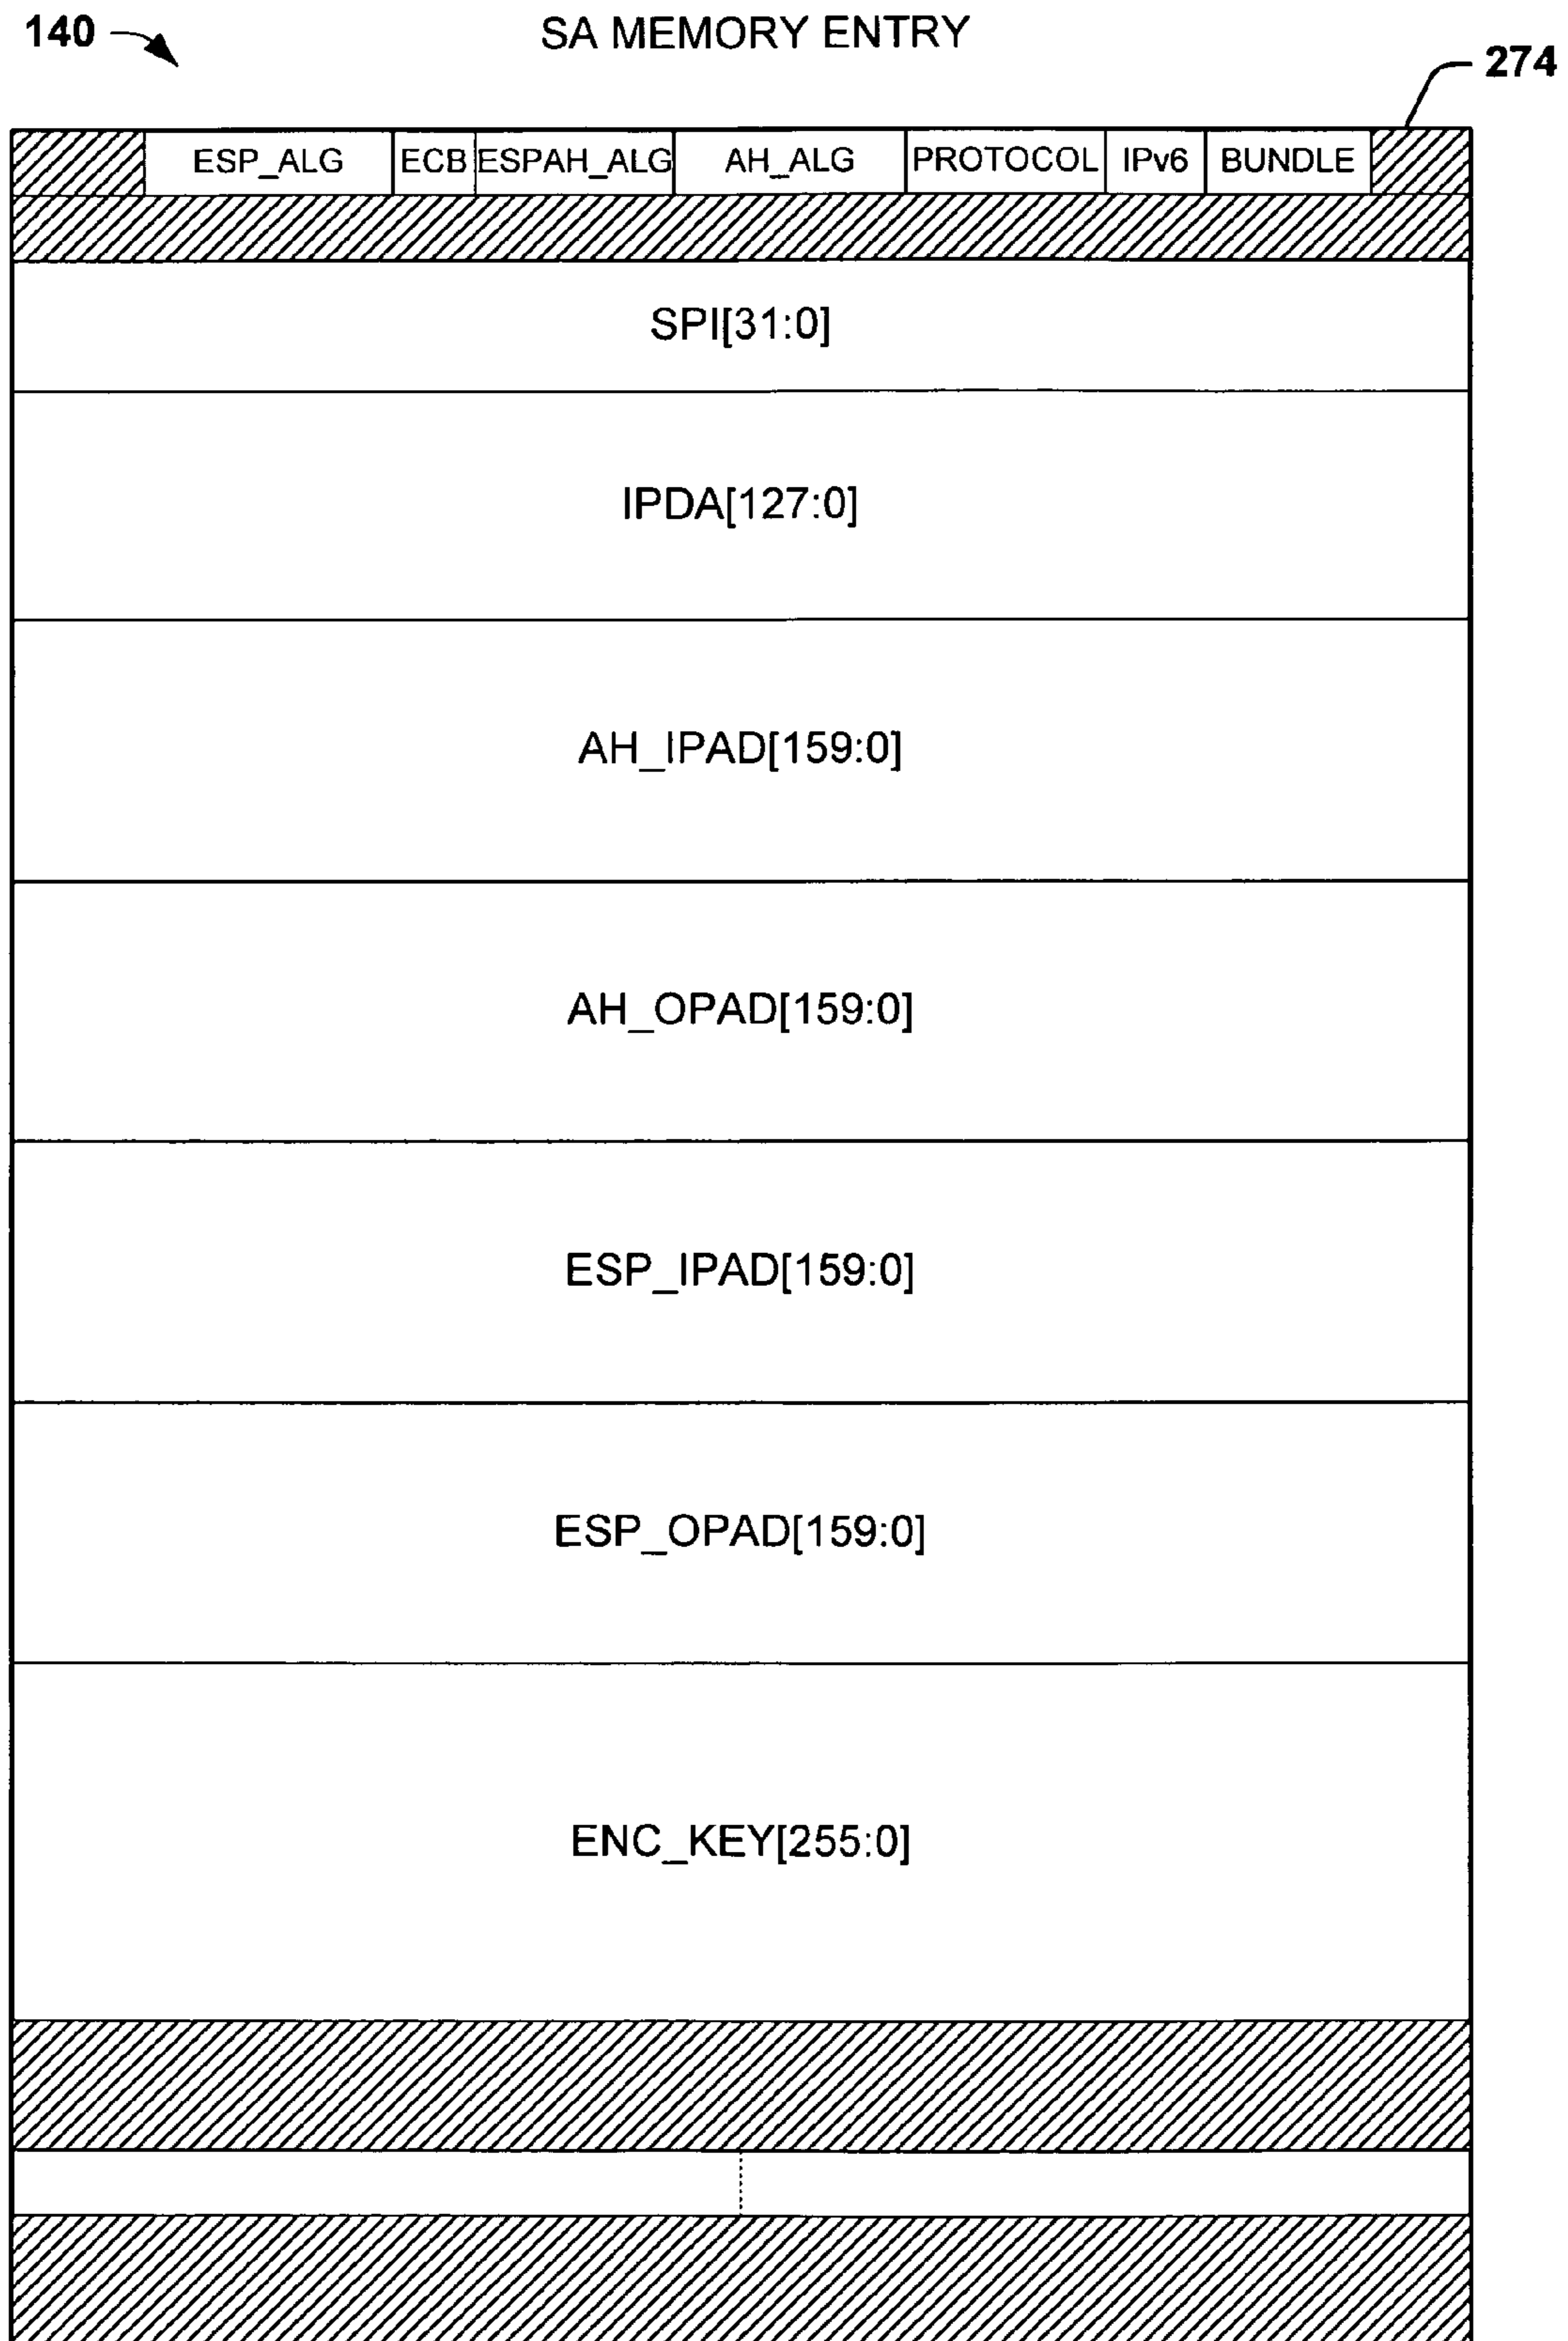 140
SA MEMORY ENTRY
274
ESP_ALG ECB ESPAH_ALG AH_ALG PROTOCOL IPv6 BUNDLE
SPI[31:0]
IPDA[127:0]
AH_IPAD[159:0]
AH_OPAD[159:0]
ESP_IPAD[159:0]
ESP_OPAD[159:0]
ENC_KEY[255:0]